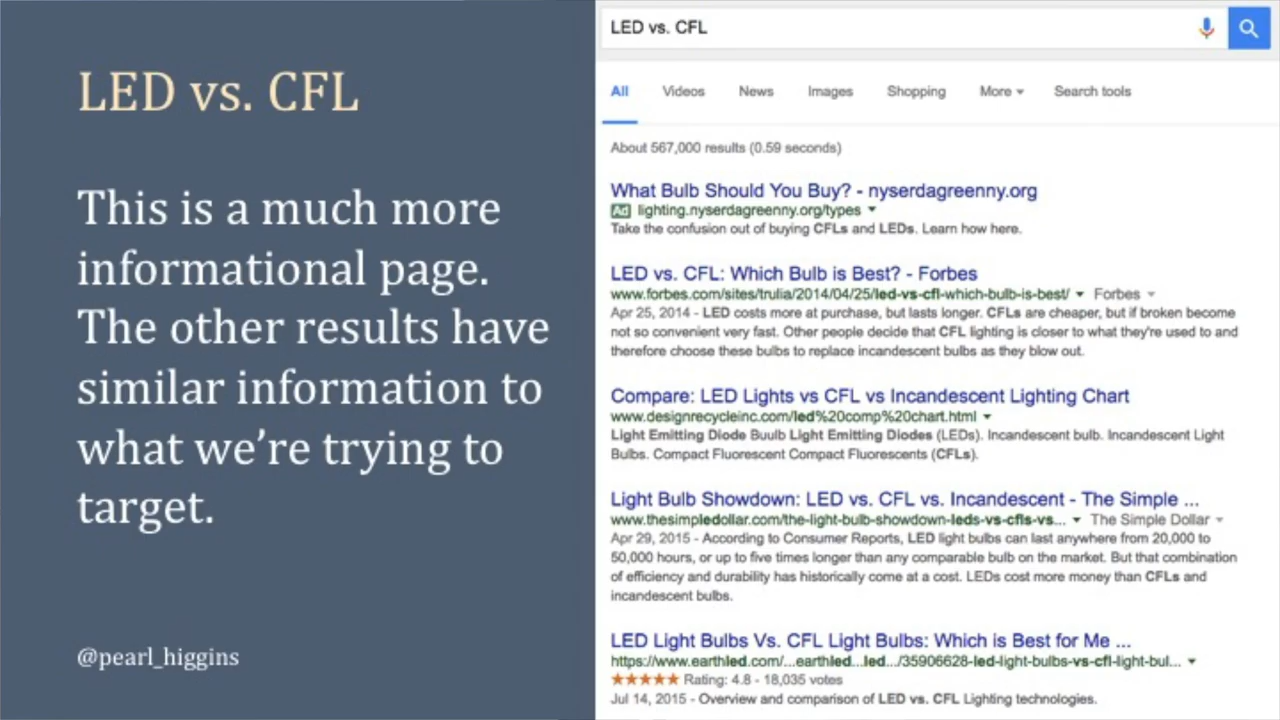 LED vs. CFL
This is a much more
informational page.
The other results have
similar information to
what we're trying to
target.
@pearl_higgins
LED vs. CFL
All Videos News Images Shopping More Search tools
About 567,000 results (0.59 seconds)
What Bulb Should You Buy? - nyserdagreenny.org
Ad lighting.nyserdagreenny.org/types
Take the confusion out of buying CFLs and LEDs. Learn how here.
LED vs. CFL: Which Bulb is Best? - Forbes
www.forbes.com/sites/trulia/2014/04/25/led-vs-cfl-which-bulb-is-best/ Forbes
Apr 25, 2014 - LED costs more at purchase, but lasts longer. CFLs are cheaper, but if broken become
not so convenient very fast. Other people decide that CFL lighting is closer to what they're used to and
therefore choose these bulbs to replace incandescent bulbs as they blow out.
Compare: LED Lights vs CFL vs Incandescent Lighting Chart
www.designrecycleinc.com/led%20comp%20chart.html
Light Emitting Diode Buulb Light Emitting Diodes (LEDs). Incandescent bulb. Incandescent Light
Bulbs. Compact Fluorescent Compact Fluorescents (CFLs).
Light Bulb Showdown: LED vs. CFL vs. Incandescent - The Simple ...
www.thesimpledollar.com/the-light-bulb-showdown-leds-vs-cfls-vs... The Simple Dollar
Apr 29, 2015 - According to Consumer Reports, LED light bulbs can last anywhere from 20,000 to
50,000 hours, or up to five times longer than any comparable bulb on the market. But that combination
of efficiency and durability has historically come at a cost. LEDs cost more money than CFLs and
incandescent bulbs.
LED Light Bulbs Vs. CFL Light Bulbs: Which is Best for Me ...
https://www.earthled.com/...earthled...led.../35906628-led-light-bulbs-vs-cfl-light-bul...
Rating: 4.8 - 18,035 votes
Jul 14, 2015 - Overview and comparison of LED vs. CFL Lighting technologies.